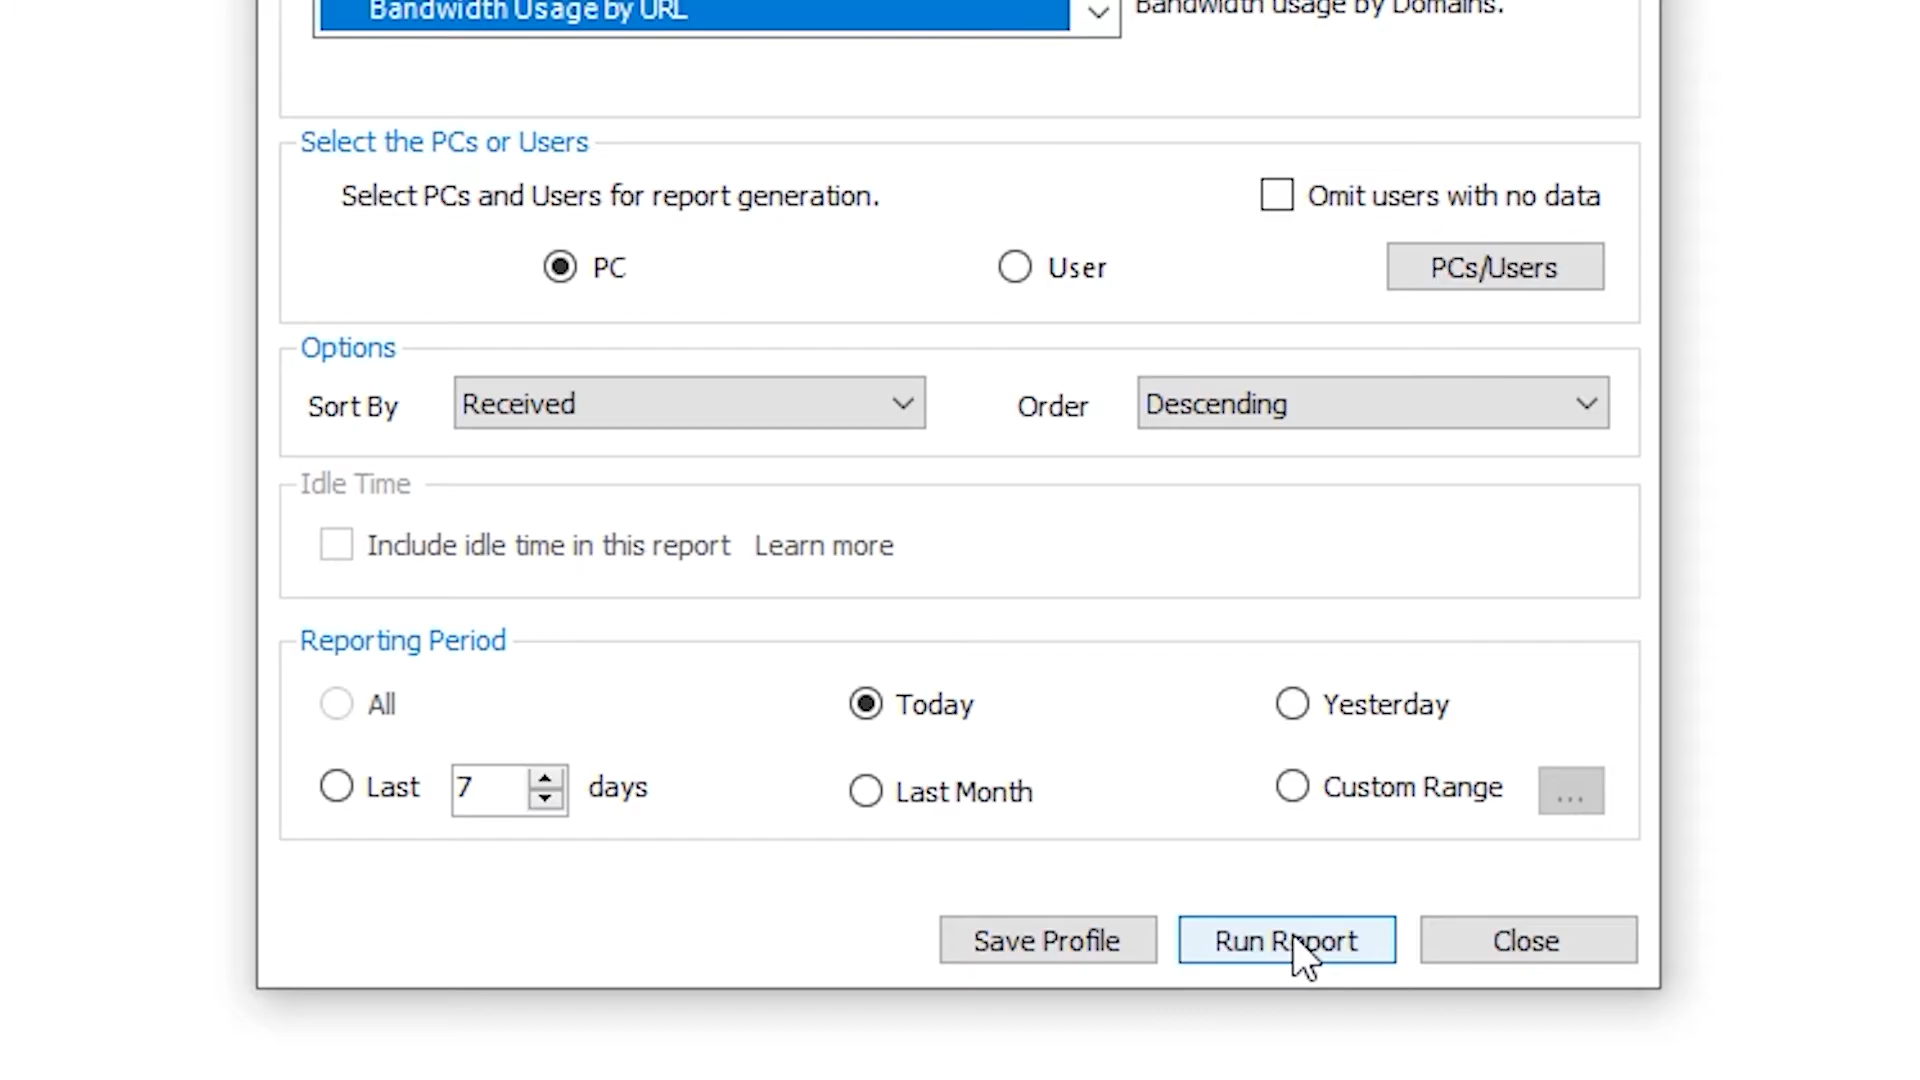 Bandwidth Usage by URL
Bandwidth usage by Domains.
Select the PCs or Users
Select PCs and Users for report generation.
Omit users with no data
PC
User
PCs/Users
Options
Sort By
Received
Order
Descending
Idle Time
Include idle time in this report
Learn more
Reporting Period
All
Today
Yesterday
Last
7
days
Last Month
Custom Range
...
Save Profile
Run Report
Close